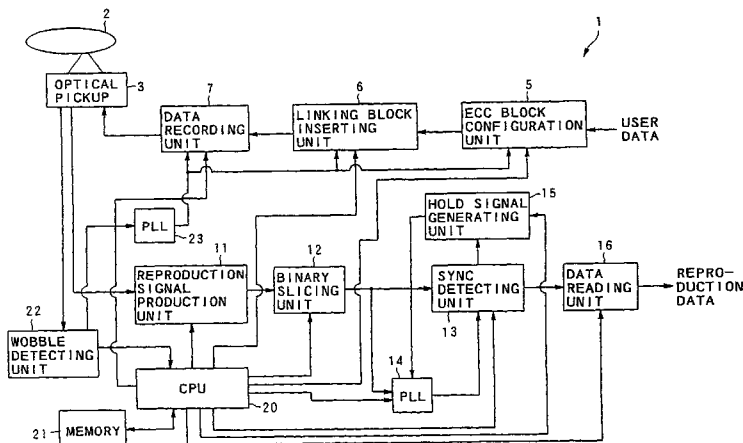 2
1
OPTICAL
PICKUP
3
7
DATA
RECORDING
UNIT
6
LINKING BLOCK
INSERTING
UNIT
5
ECC BLOCK
CONFIGURATION
UNIT
USER
DATA
PLL
23
15
HOLD SIGNAL
GENERATING
UNIT
11
REPRODUCTION
SIGNAL
PRODUCTION
UNIT
12
BINARY
SLICING
UNIT
SYNC
DETECTING
UNIT
13
16
DATA
READING
UNIT
REPRO-
DUCTION
DATA
22
WOBBLE
DETECTING
UNIT
14
PLL
CPU
20
21
MEMORY